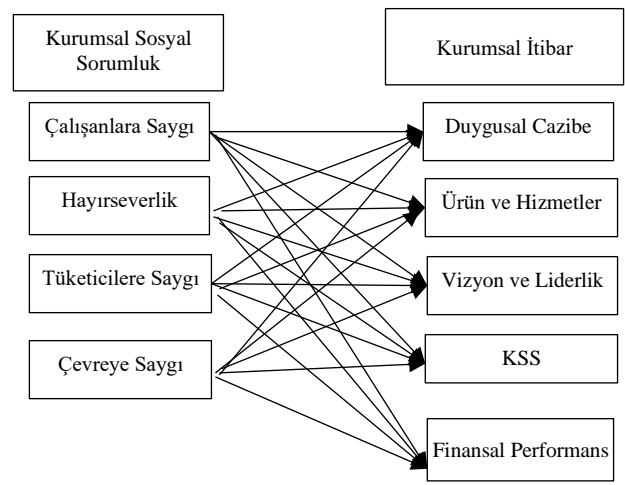 Kurumsal Sosyal
Sorumluk
Kurumsal İtibar
Çalışanlara Saygı
Duygusal Cazibe
Hayırseverlik
Ürün ve Hizmetler
Tüketicilere Saygı
Vizyon ve Liderlik
Çevreye Saygı
KSS
Finansal Performans